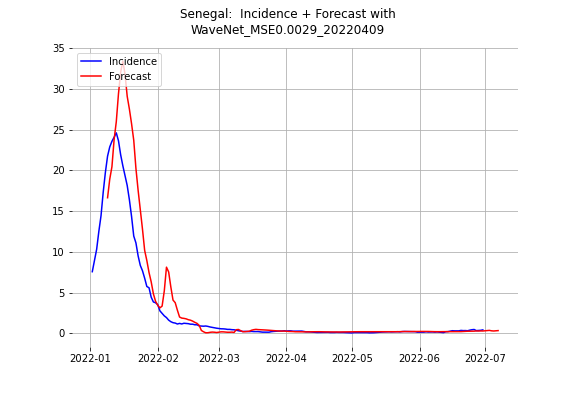 Senegal:  Incidence + Forecast with
WaveNet_MSE0.0029_20220409
35
30
25
20
15
10
5
0
Incidence
Forecast
2022-01 2022-02 2022-03 2022-04 2022-05 2022-06 2022-07